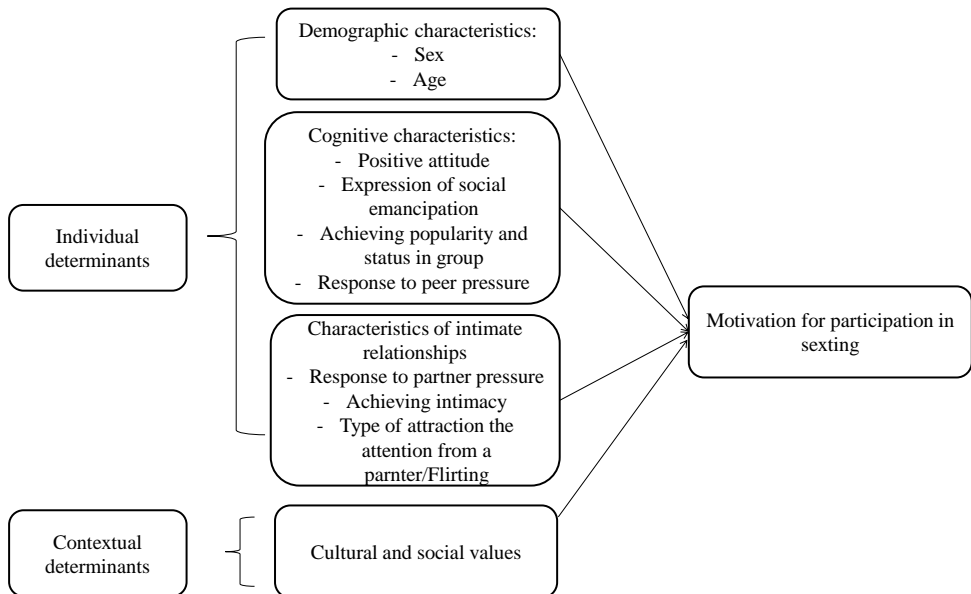 Demographic characteristics:
- Sex
- Age
Cognitive characteristics:
- Positive attitude
- Expression of social
emancipation
- Achieving popularity and
status in group
- Response to peer pressure
Individual
determinants
Characteristics of intimate
relationships
- Response to partner pressure
- Achieving intimacy
- Type of attraction the
attention from a
parnter/Flirting
Motivation for participation in
sexting
Contextual
determinants
Cultural and social values